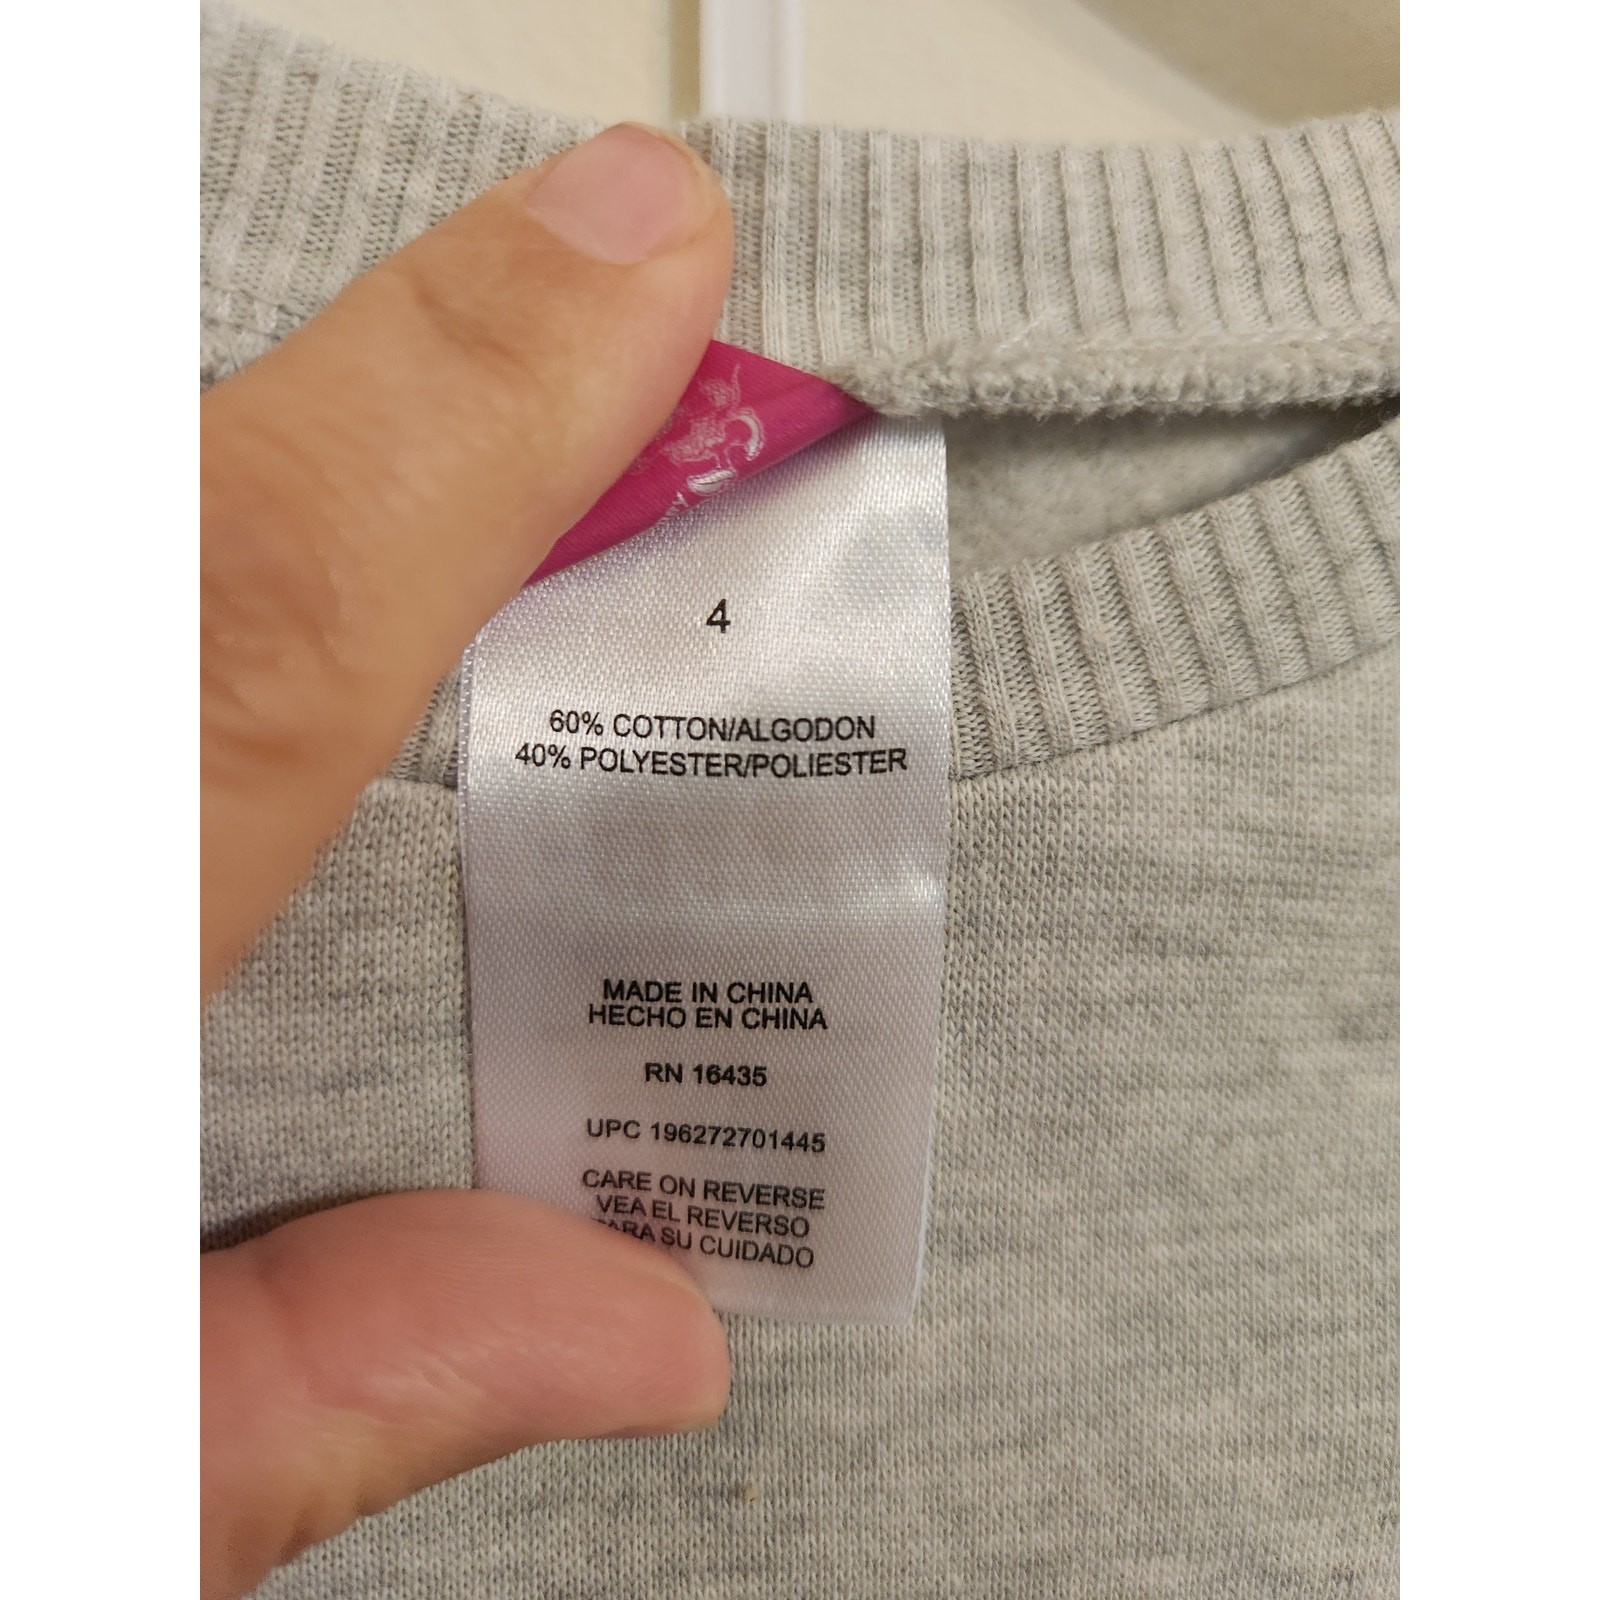 4
60% COTTON/ALGODON
40% POLYESTER/POLIESTER
MADE IN CHINA
HECHO EN CHINA
RN 16435
UPC 196272701445
CARE ON REVERSE
VEA EL REVERSO
SU CUIDADO